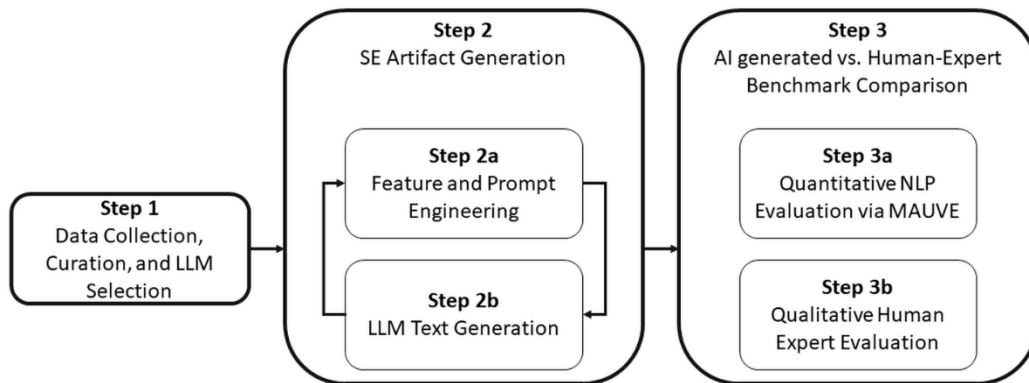 Step 1
Data Collection,
Curation, and LLM
Selection
Step 2
SE Artifact Generation
Step 2a
Feature and Prompt
Engineering
Step 2b
LLM Text Generation
Step 3
AI generated vs. Human-Expert
Benchmark Comparison
Step 3a
Quantitative NLP
Evaluation via MAUVE
Step 3b
Qualitative Human
Expert Evaluation